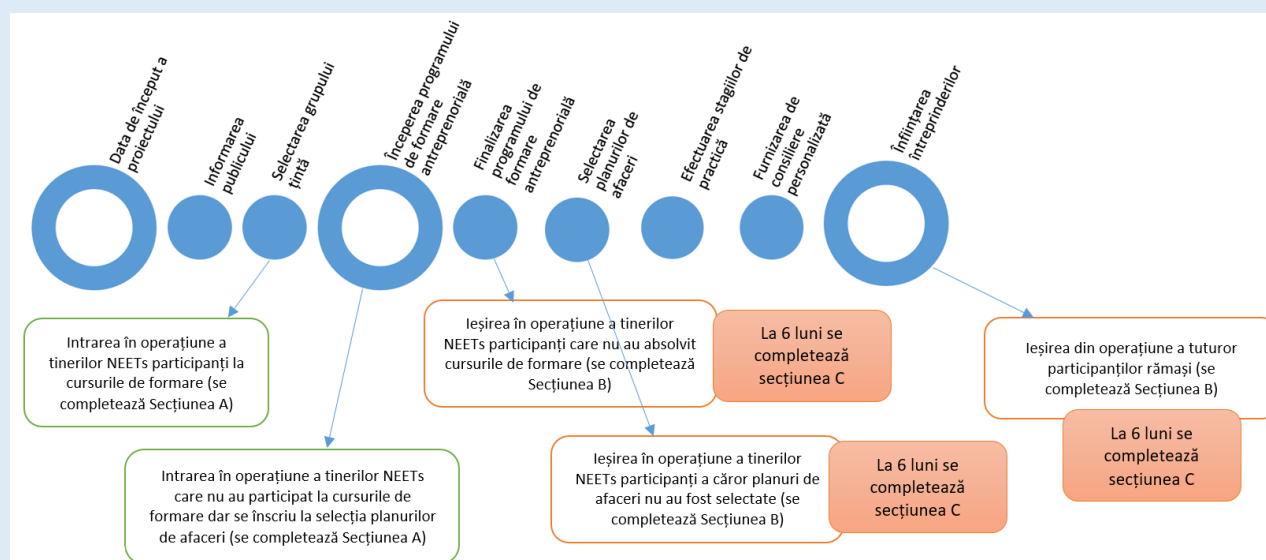 Data de început a
proiectului
Informarea
publicului
Selectarea grupului
țintă
Începerea programului
de formare
antreprenorială
Finalizarea
programului de
formare
antreprenorială
Selectarea
planurilor de
afaceri
Efectuarea stagiilor de
practică
Furnizarea de
consiliere
personalizată
Înființarea
întreprinderilor
Intrarea în operațiune a
tinerilor NEETs participanți la
cursurile de formare (se
completează Secțiunea A)
Intrarea în operațiune a tinerilor NEETs
care nu au participat la cursurile de
formare dar se înscriu la selecția planurilor
de afaceri (se completează Secțiunea A)
Ieșirea în operațiune a tinerilor
NEETs participanți care nu au absolvit
cursurile de formare (se completează
Secțiunea B)
La 6 luni se
completează
secțiunea C
Ieșirea în operațiune a tinerilor
NEETs participanți a căror planuri de
afaceri nu au fost selectate (se
completează Secțiunea B)
La 6 luni se
completează
secțiunea C
Ieșirea din operațiune a tuturor
participanților rămași (se
completează Secțiunea B)
La 6 luni se
completează
secțiunea C